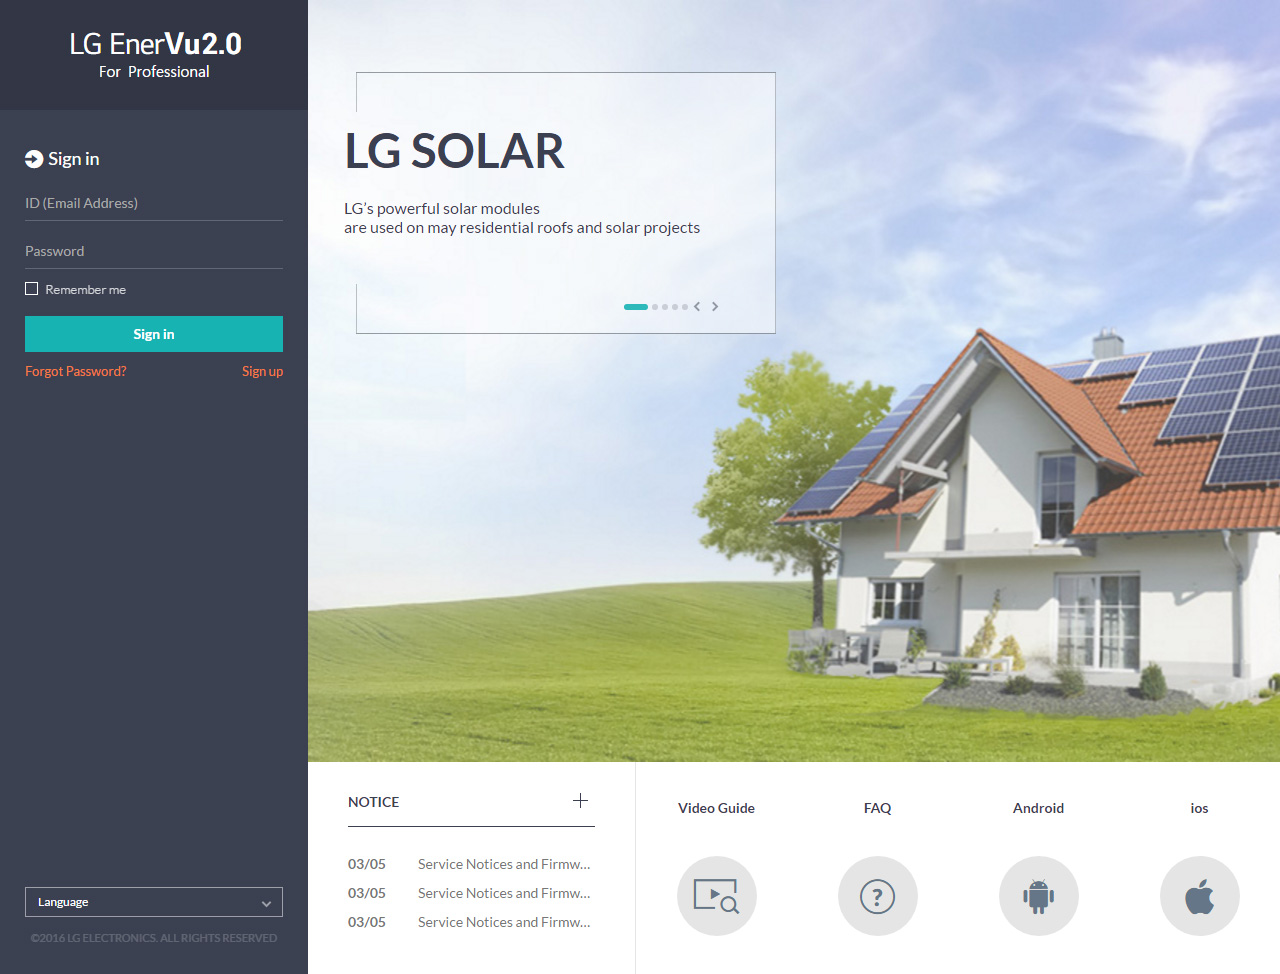 LG EnerVu2.0
For Professional
Sign in
ID (Email Address)
Password
Remember me
Sign in
Forgot Password?
Sign up
Language
©2016 LG ELECTRONICS. ALL RIGHTS RESERVED
LG SOLAR
LG’s powerful solar modules
are used on may residential roofs and solar projects
NOTICE
03/05 Service Notices and Firmw...
03/05 Service Notices and Firmw...
03/05 Service Notices and Firmw...
Video Guide
FAQ
Android
ios
?